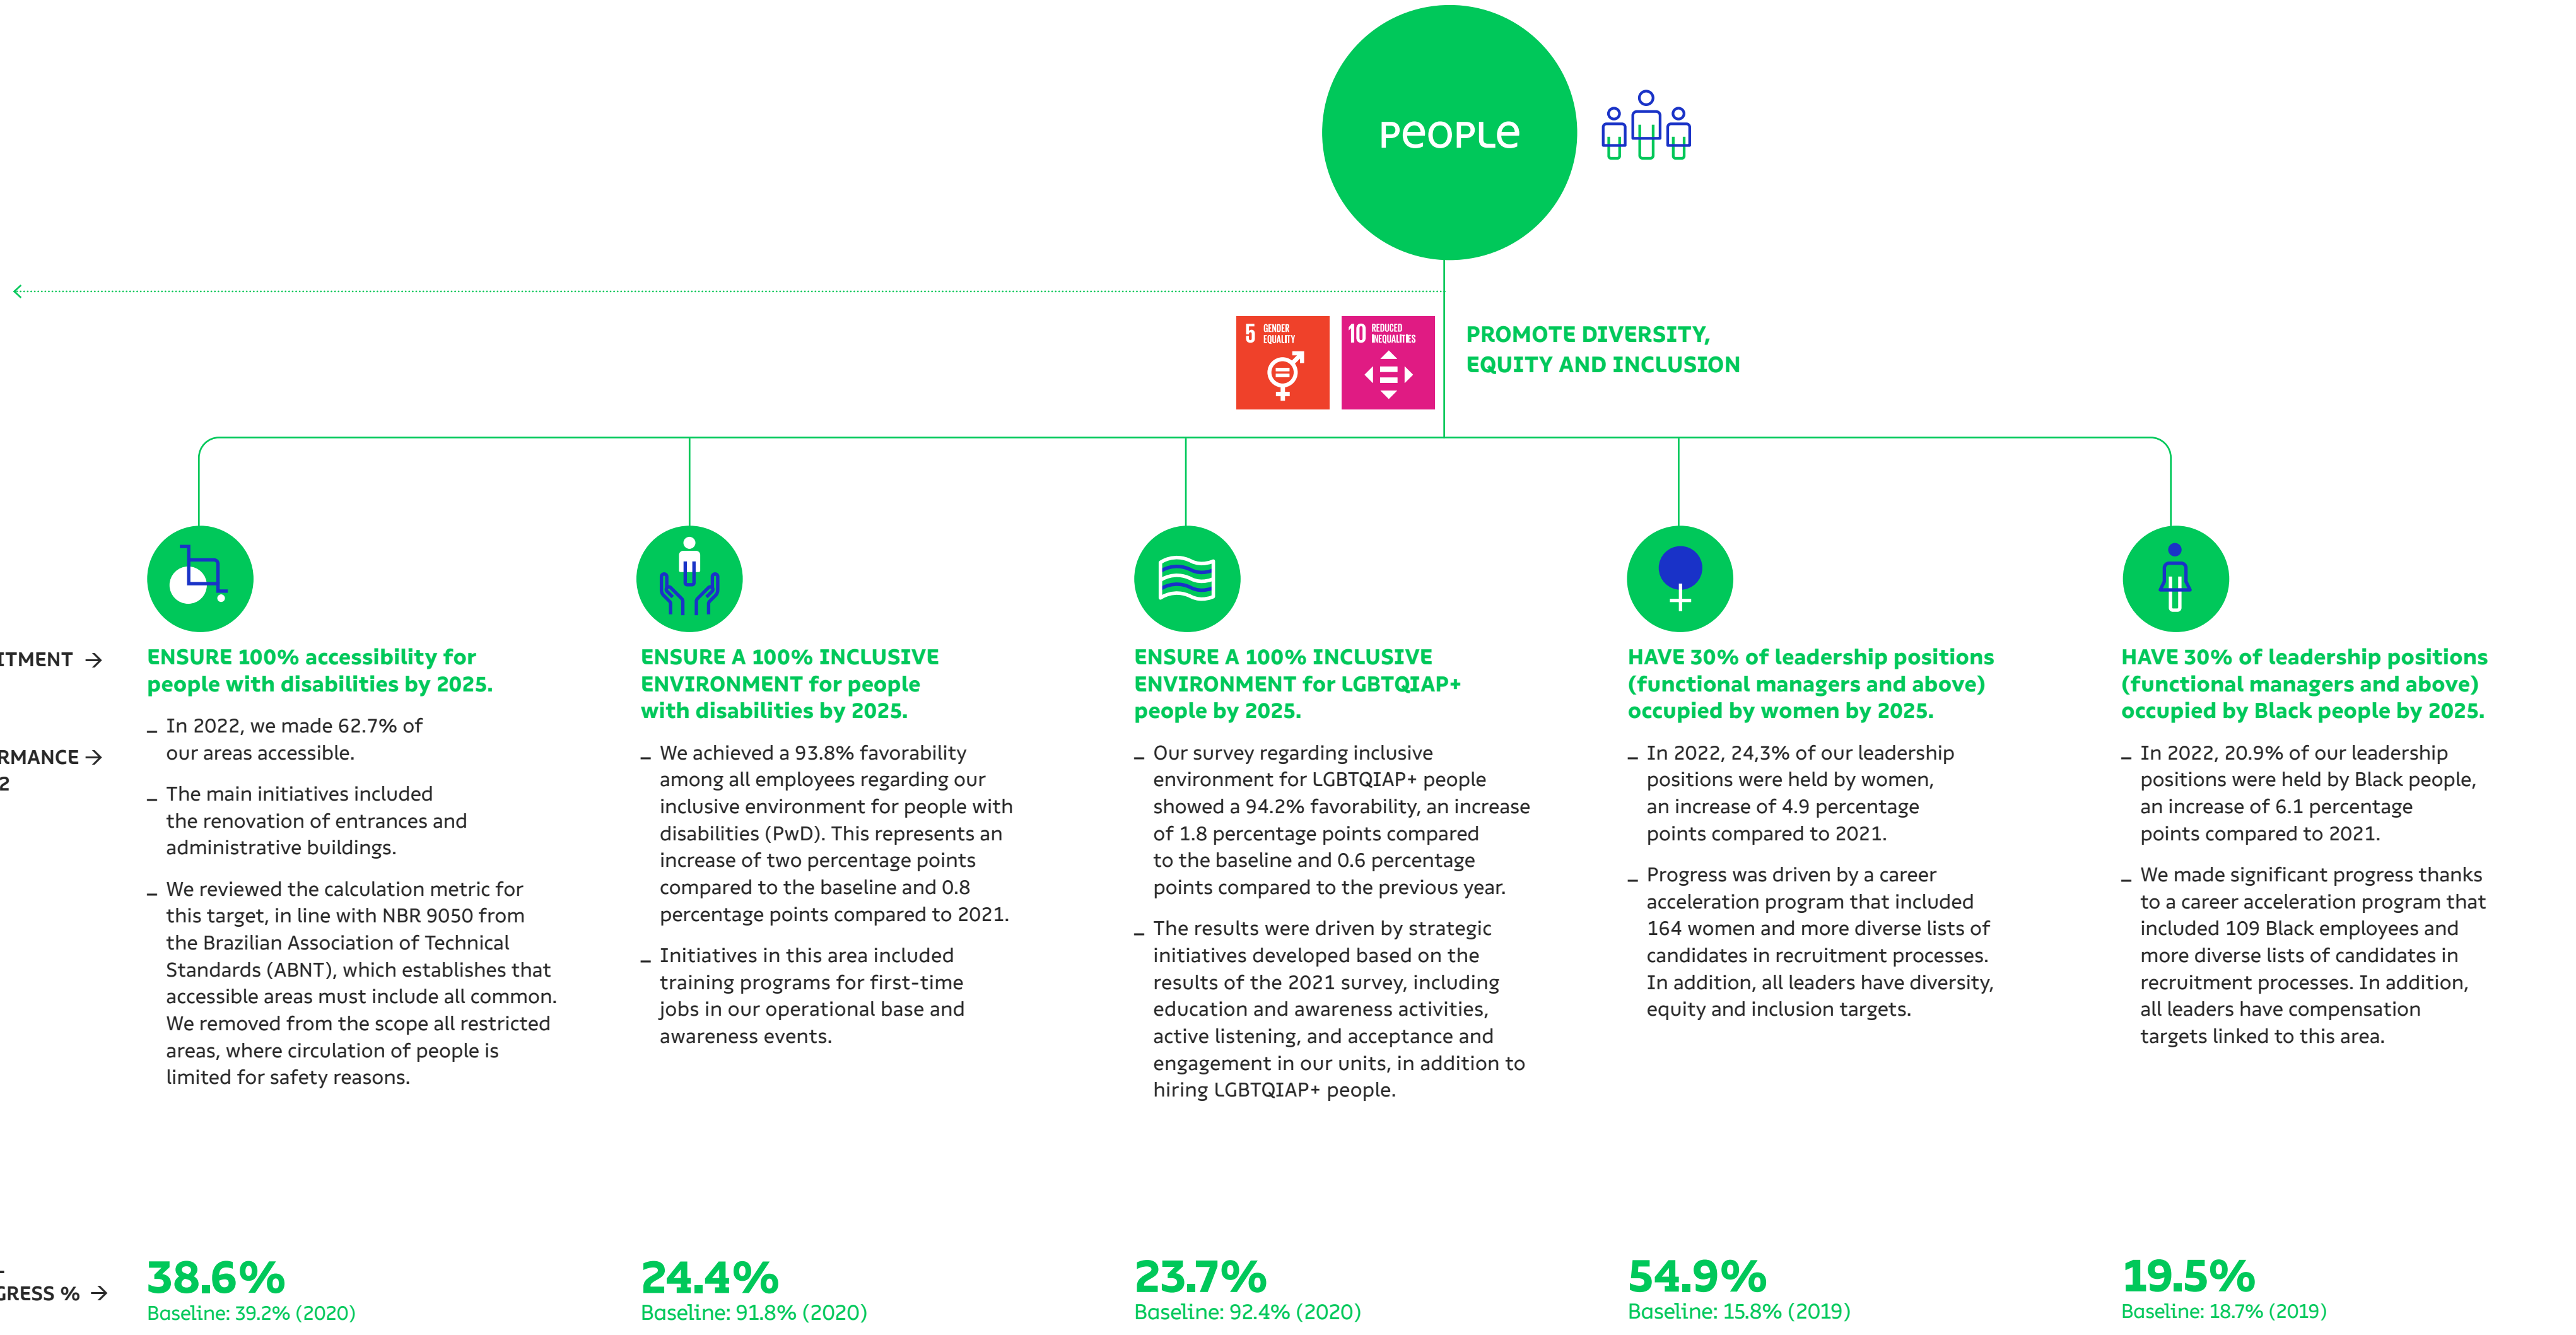 PEOPLE
5 GENDER
EQUALITY
10 REDUCED
INEQUALITIES
PROMOTE DIVERSITY,
EQUITY AND INCLUSION
ITMENT →
RMANCE →
2
ENSURE 100% accessibility for
people with disabilities by 2025.
– In 2022, we made 62.7% of
our areas accessible.
– The main initiatives included
the renovation of entrances and
administrative buildings.
– We reviewed the calculation metric for
this target, in line with NBR 9050 from
the Brazilian Association of Technical
Standards (ABNT), which establishes that
accessible areas must include all common.
We removed from the scope all restricted
areas, where circulation of people is
limited for safety reasons.
ENSURE A 100% INCLUSIVE
ENVIRONMENT for people
with disabilities by 2025.
– We achieved a 93.8% favorability
among all employees regarding our
inclusive environment for people with
disabilities (PwD). This represents an
increase of two percentage points
compared to the baseline and 0.8
percentage points compared to 2021.
– Initiatives in this area included
training programs for first-time
jobs in our operational base and
awareness events.
ENSURE A 100% INCLUSIVE
ENVIRONMENT for LGBTQIAP+
people by 2025.
– Our survey regarding inclusive
environment for LGBTQIAP+ people
showed a 94.2% favorability, an increase
of 1.8 percentage points compared
to the baseline and 0.6 percentage
points compared to the previous year.
– The results were driven by strategic
initiatives developed based on the
results of the 2021 survey, including
education and awareness activities,
active listening, and acceptance and
engagement in our units, in addition to
hiring LGBTQIAP+ people.
HAVE 30% of leadership positions
(functional managers and above)
occupied by women by 2025.
– In 2022, 24,3% of our leadership
positions were held by women,
an increase of 4.9 percentage
points compared to 2021.
– Progress was driven by a career
acceleration program that included
164 women and more diverse lists of
candidates in recruitment processes.
In addition, all leaders have diversity,
equity and inclusion targets.
HAVE 30% of leadership positions
(functional managers and above)
occupied by Black people by 2025.
– In 2022, 20.9% of our leadership
positions were held by Black people,
an increase of 6.1 percentage
points compared to 2021.
– We made significant progress thanks
to a career acceleration program that
included 109 Black employees and
more diverse lists of candidates in
recruitment processes. In addition,
all leaders have compensation
targets linked to this area.
GRESS % →
38.6%
Baseline: 39.2% (2020)
24.4%
Baseline: 91.8% (2020)
23.7%
Baseline: 92.4% (2020)
54.9%
Baseline: 15.8% (2019)
19.5%
Baseline: 18.7% (2019)